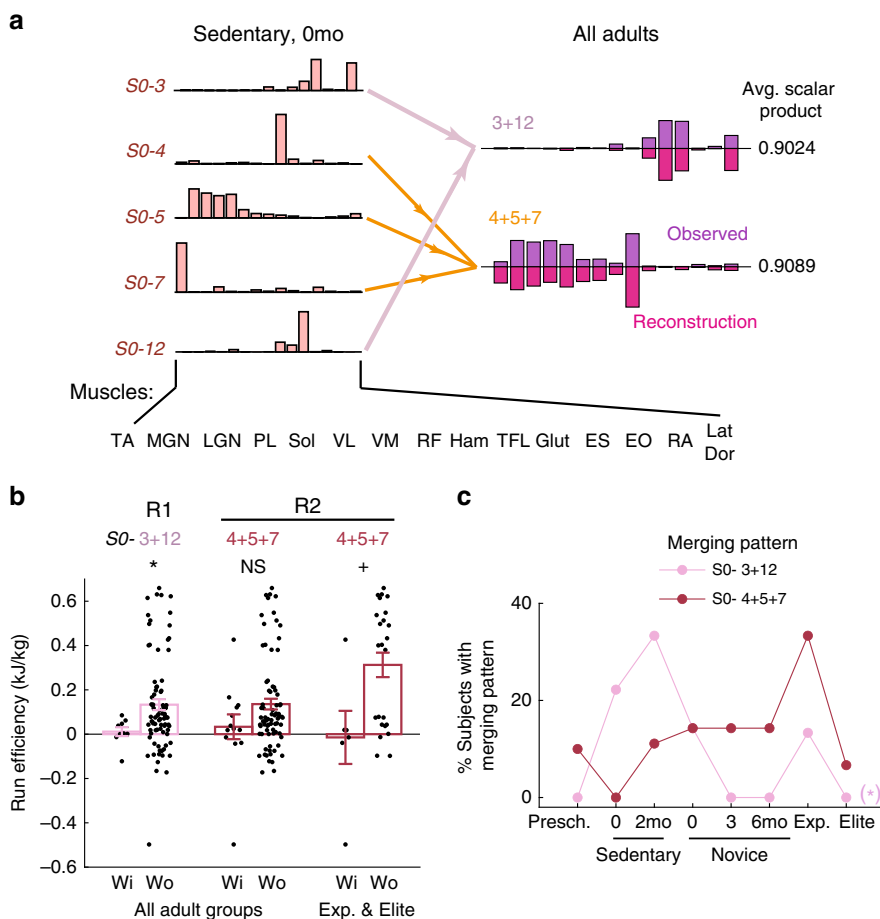 a
Sedentary, 0mo
All adults
S0-3
S0-4
S0-5
S0-7
S0-12
3+12
Avg. scalar
product
0.9024
4+5+7
Observed
0.9089
Reconstruction
Muscles:
TA MGN LGN PL Sol VL VM RF Ham TFL Glut ES EO RA Lat
Dor
b
R1 R2
S0- 3+12 4+5+7 4+5+7
* NS +
Run efficiency (kJ/kg)
0.6
0.4
0.2
0
−0.2
−0.4
−0.6
Wi Wo Wi Wo Wi Wo
All adult groups Exp. & Elite
c
Merging pattern
S0- 3+12
S0- 4+5+7
% Subjects with
merging pattern
40
20
0
(*)
Presch. 0 2mo 0 3 6mo Exp. Elite
Sedentary Novice